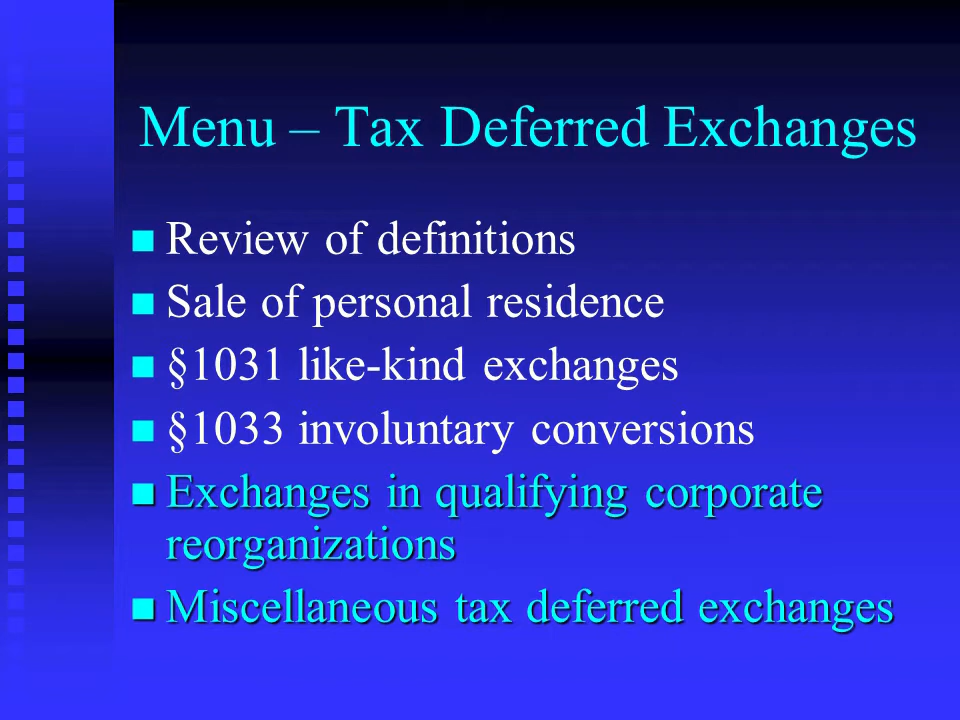 Menu – Tax Deferred Exchanges
Review of definitions
Sale of personal residence
§1031 like-kind exchanges
§1033 involuntary conversions
Exchanges in qualifying corporate
reorganizations
Miscellaneous tax deferred exchanges